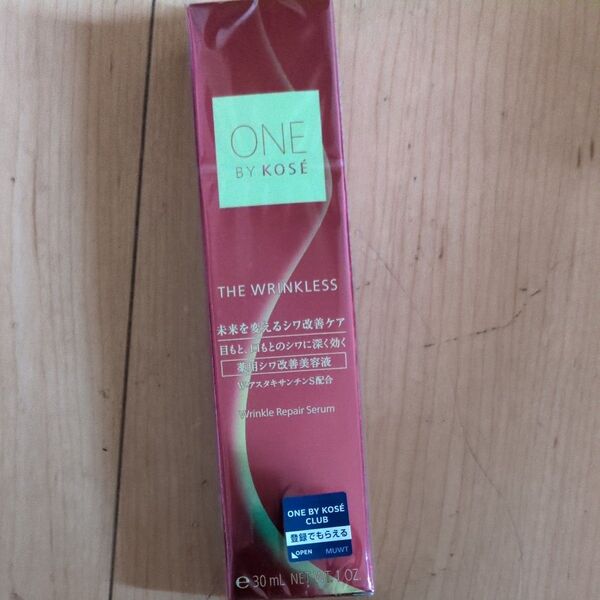 ONE
BY KOSÉ
THE WRINKLESS
未来を変えるシワ改善ケア
目もと、口もとのシワに深く効く
薬用シワ改善美容液
W アスタキサンチンS配合
Wrinkle Repair Serum
ONE BY KOSÉ
CLUB
登録でもらえる
OPEN MUWT
℮ 30 mL NET WT. 1 OZ.